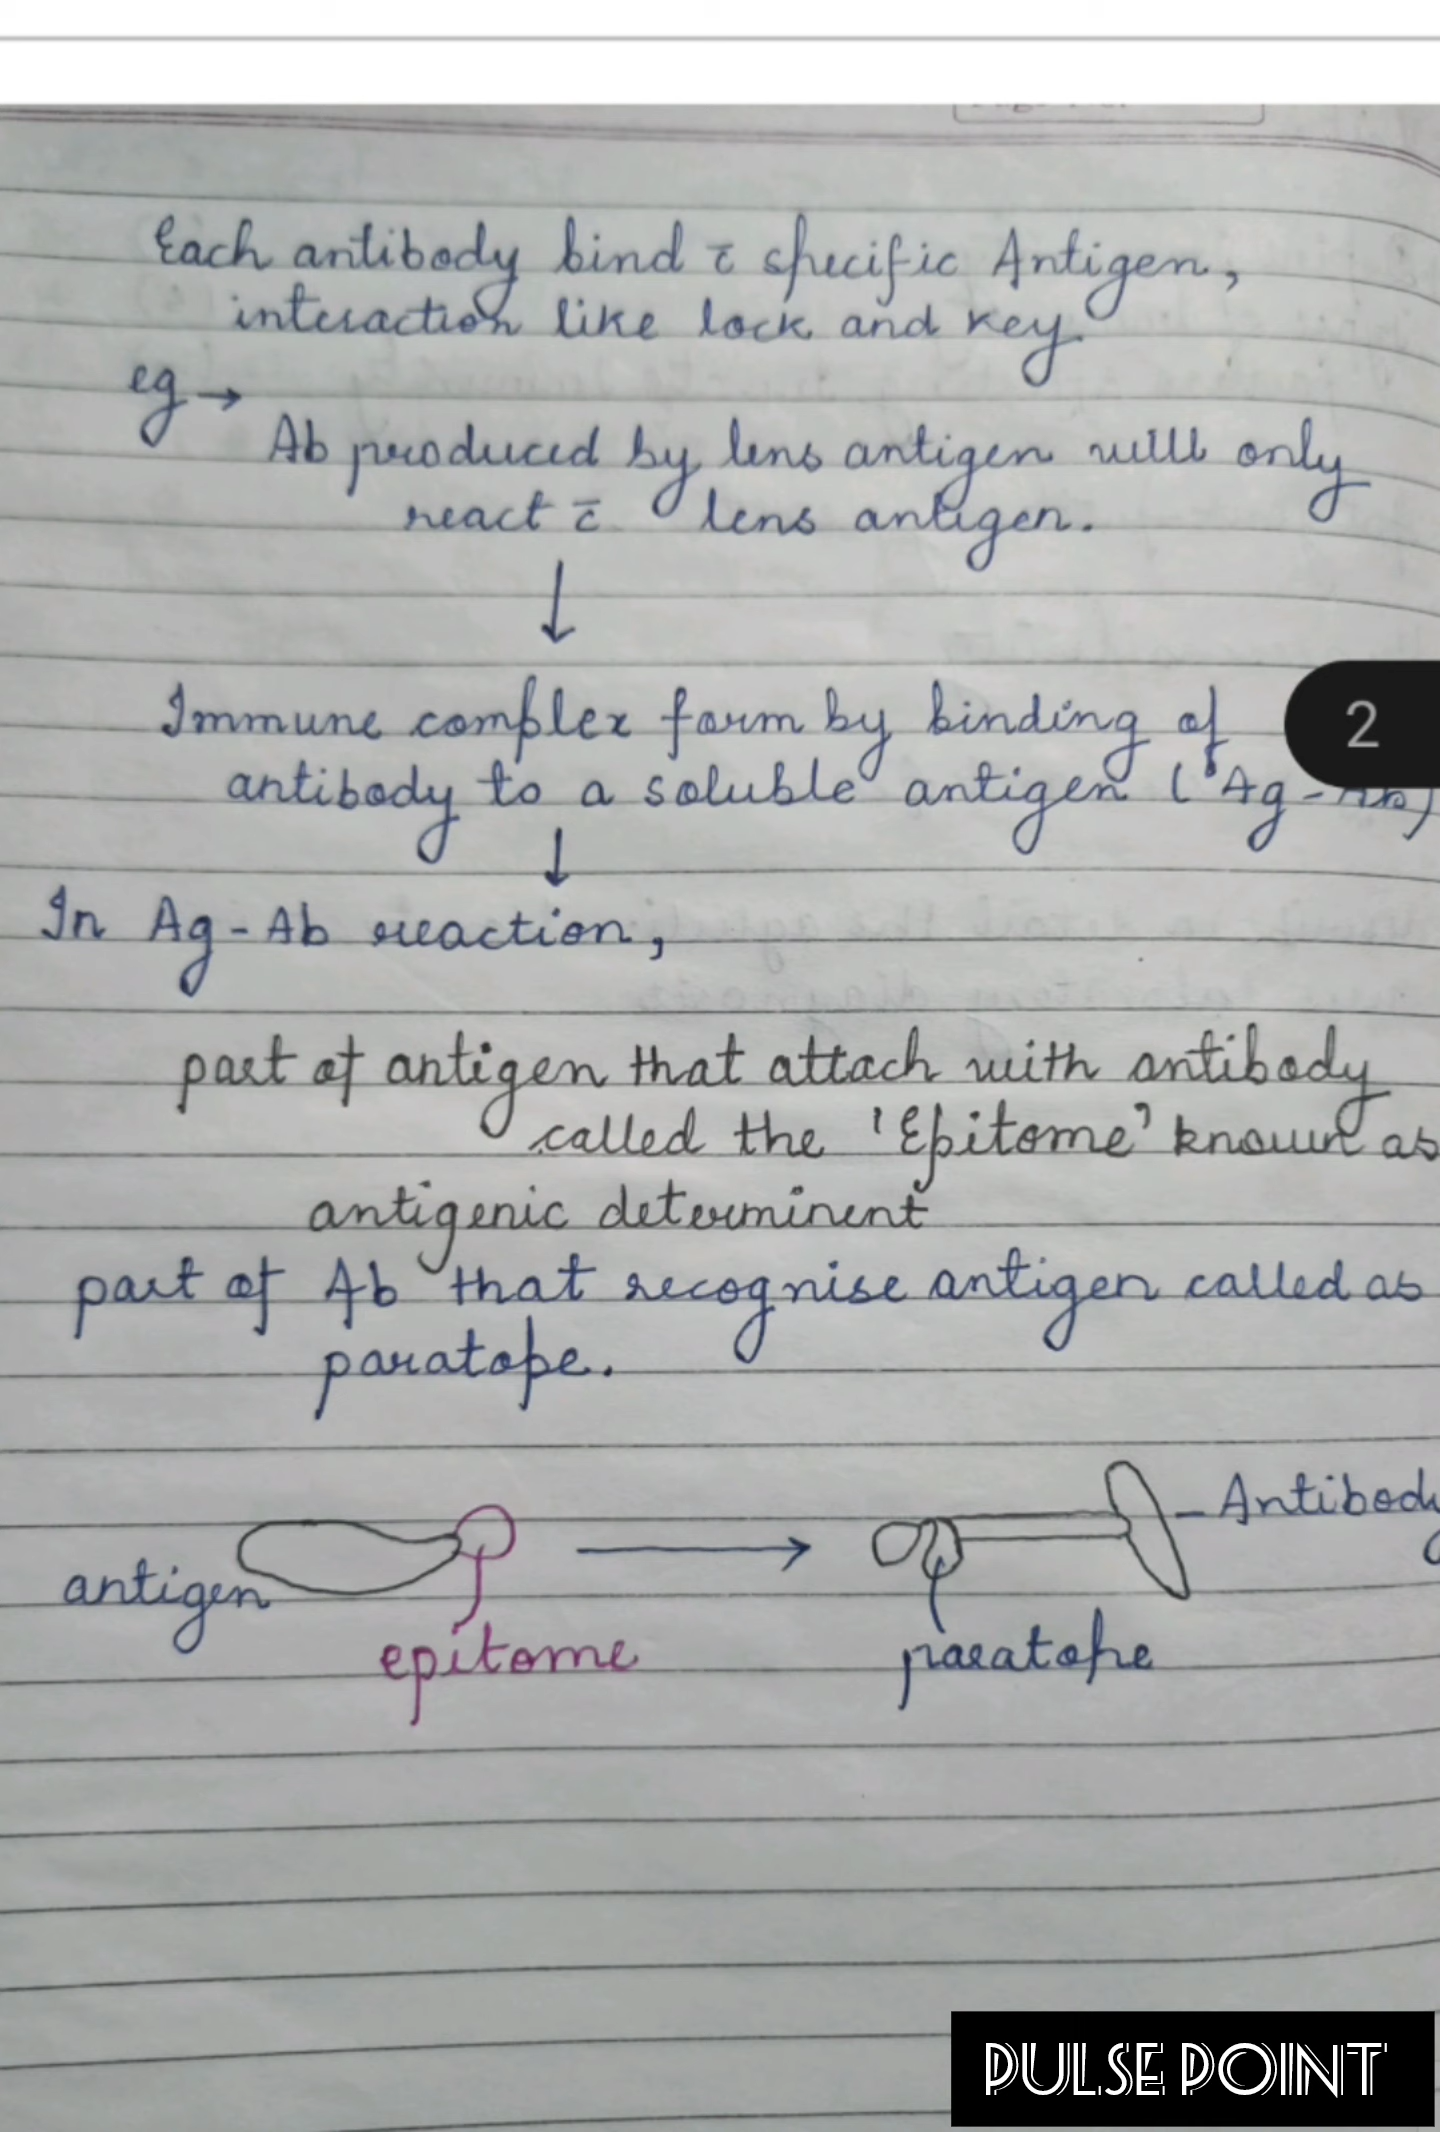 Each antibody bind c̄ specific Antigen,
interaction like lock and key.
eg →
Ab produced by lens antigen will only
react c̄ lens antigen.
↓
Immune complex form by binding of
antibody to a soluble antigen (Ag-Ab)
↓
In Ag-Ab reaction,
part of antigen that attach with antibody
called the 'Epitome' known as
antigenic determinent
part of Ab that recognise antigen called as
paratope.
antigen
epitome
→
paratope
- Antibody
2
PULSE POINT